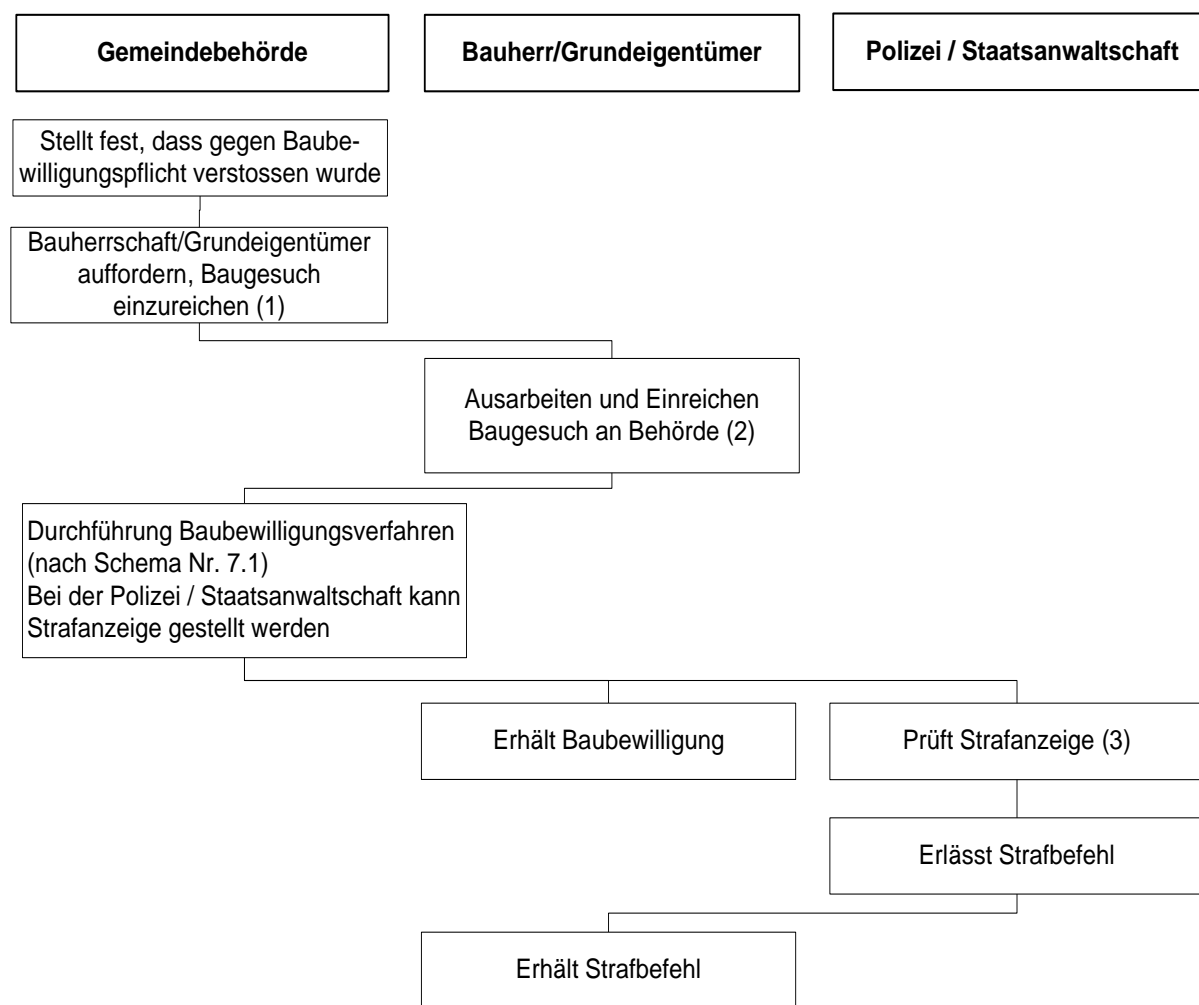 Gemeindebehörde
Bauherr/Grundeigentümer
Polizei / Staatsanwaltschaft
Stellt fest, dass gegen Baube-
willigungspflicht verstossen wurde
Bauherrschaft/Grundeigentümer
auffordern, Baugesuch
einzureichen (1)
Ausarbeiten und Einreichen
Baugesuch an Behörde (2)
Durchführung Baubewilligungsverfahren
(nach Schema Nr. 7.1)
Bei der Polizei / Staatsanwaltschaft kann
Strafanzeige gestellt werden
Erhält Baubewilligung
Prüft Strafanzeige (3)
Erlässt Strafbefehl
Erhält Strafbefehl